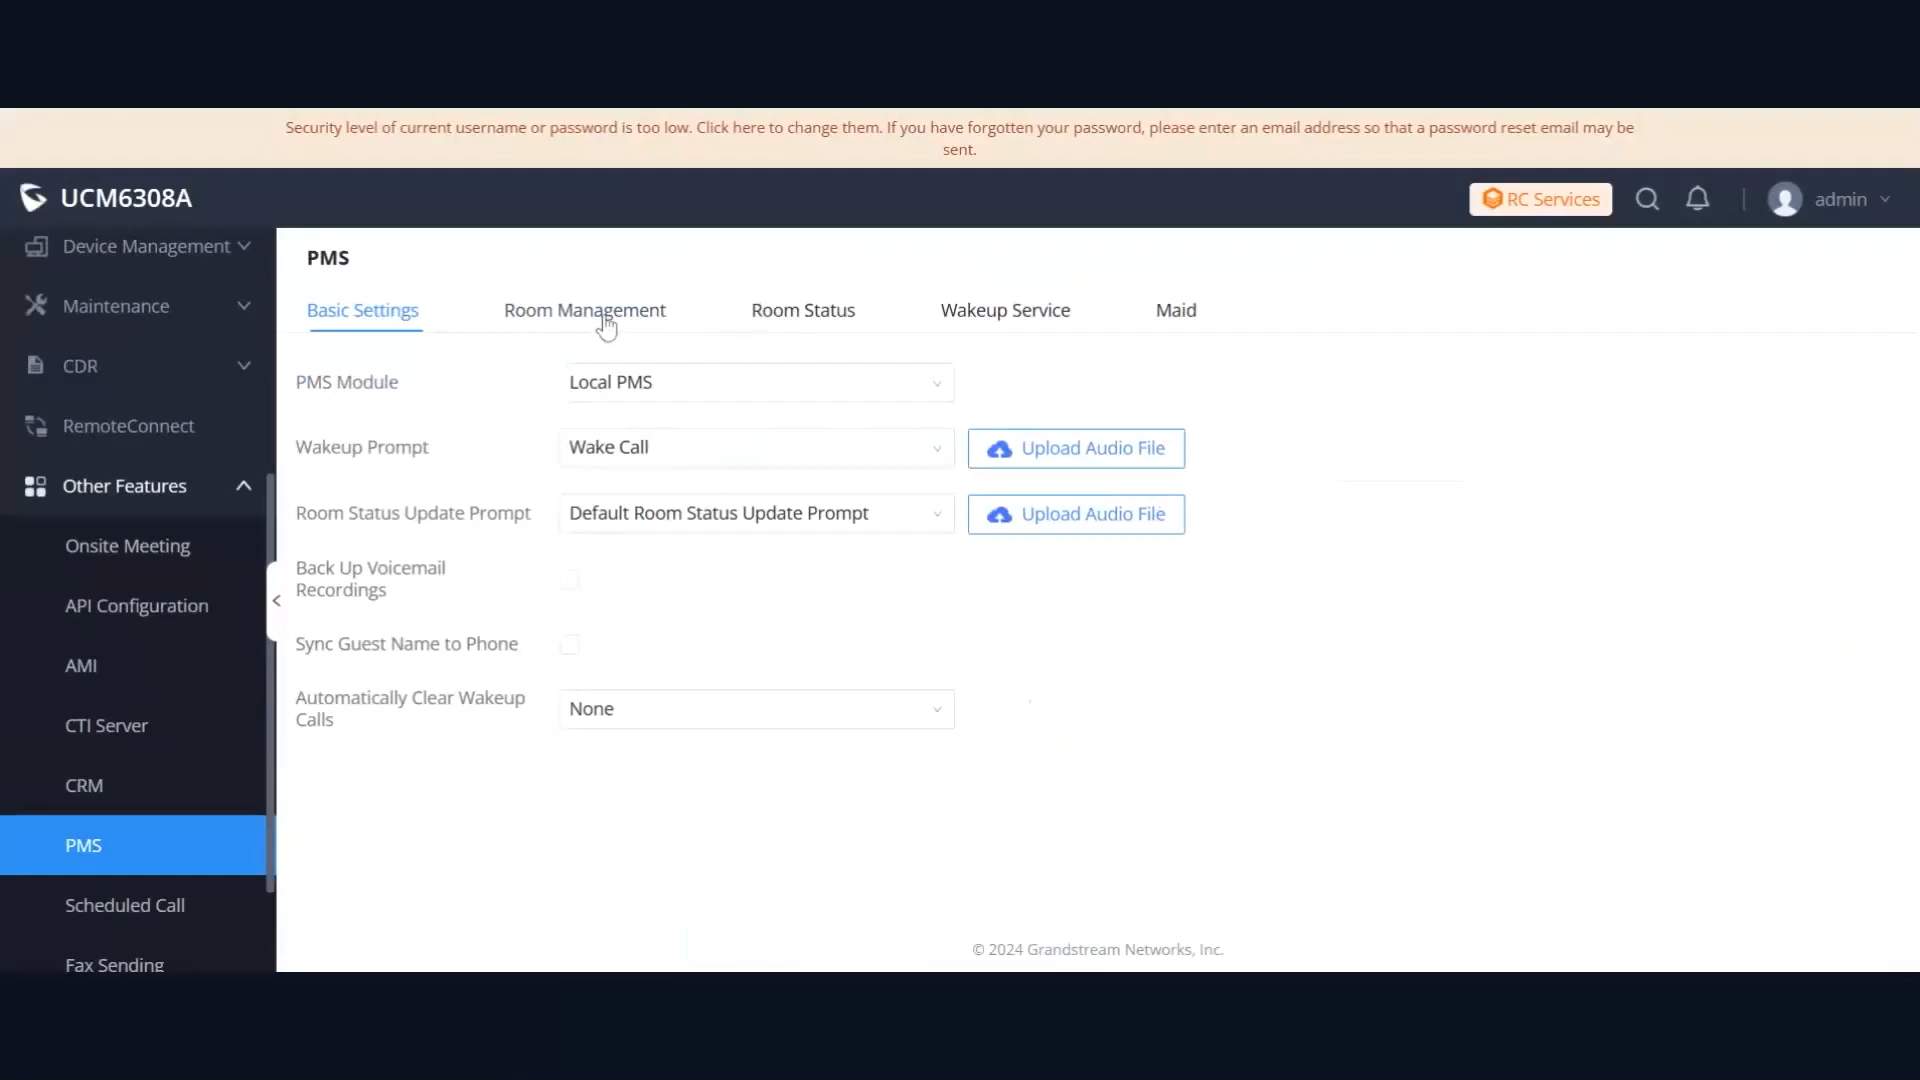 Security level of current username or password is too low. Click here to change them. If you have forgotten your password, please enter an email address so that a password reset email may be
sent.
UCM6308A
RC Services
admin
Device Management
Maintenance
CDR
RemoteConnect
Other Features
Onsite Meeting
API Configuration
AMI
CTI Server
CRM
PMS
Scheduled Call
Fax Sending
PMS
Basic Settings
Room Management
Room Status
Wakeup Service
Maid
PMS Module
Local PMS
Wakeup Prompt
Wake Call
Upload Audio File
Room Status Update Prompt
Default Room Status Update Prompt
Upload Audio File
Back Up Voicemail
Recordings
Sync Guest Name to Phone
Automatically Clear Wakeup
Calls
None
© 2024 Grandstream Networks, Inc.